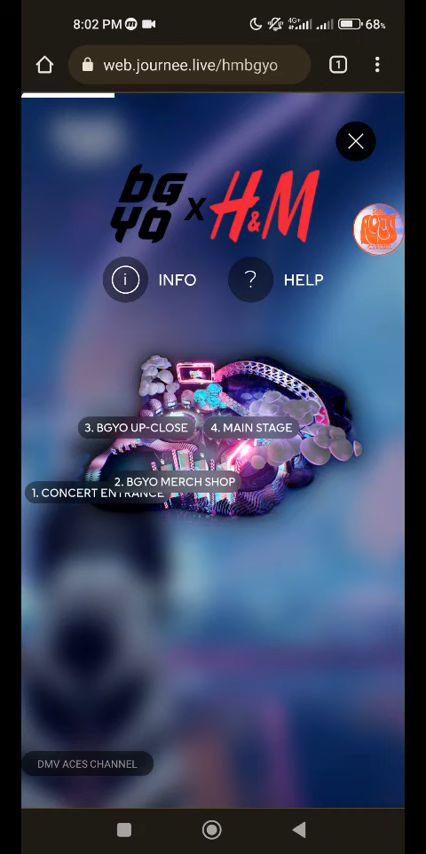 8:02 PM
4G+
68%
web.journee.live/hmbgyo
1
BGYO x H&M
INFO
? HELP
3. BGYO UP-CLOSE
4. MAIN STAGE
2. BGYO MERCH SHOP
1. CONCERT ENTRANCE
DMV ACES CHANNEL